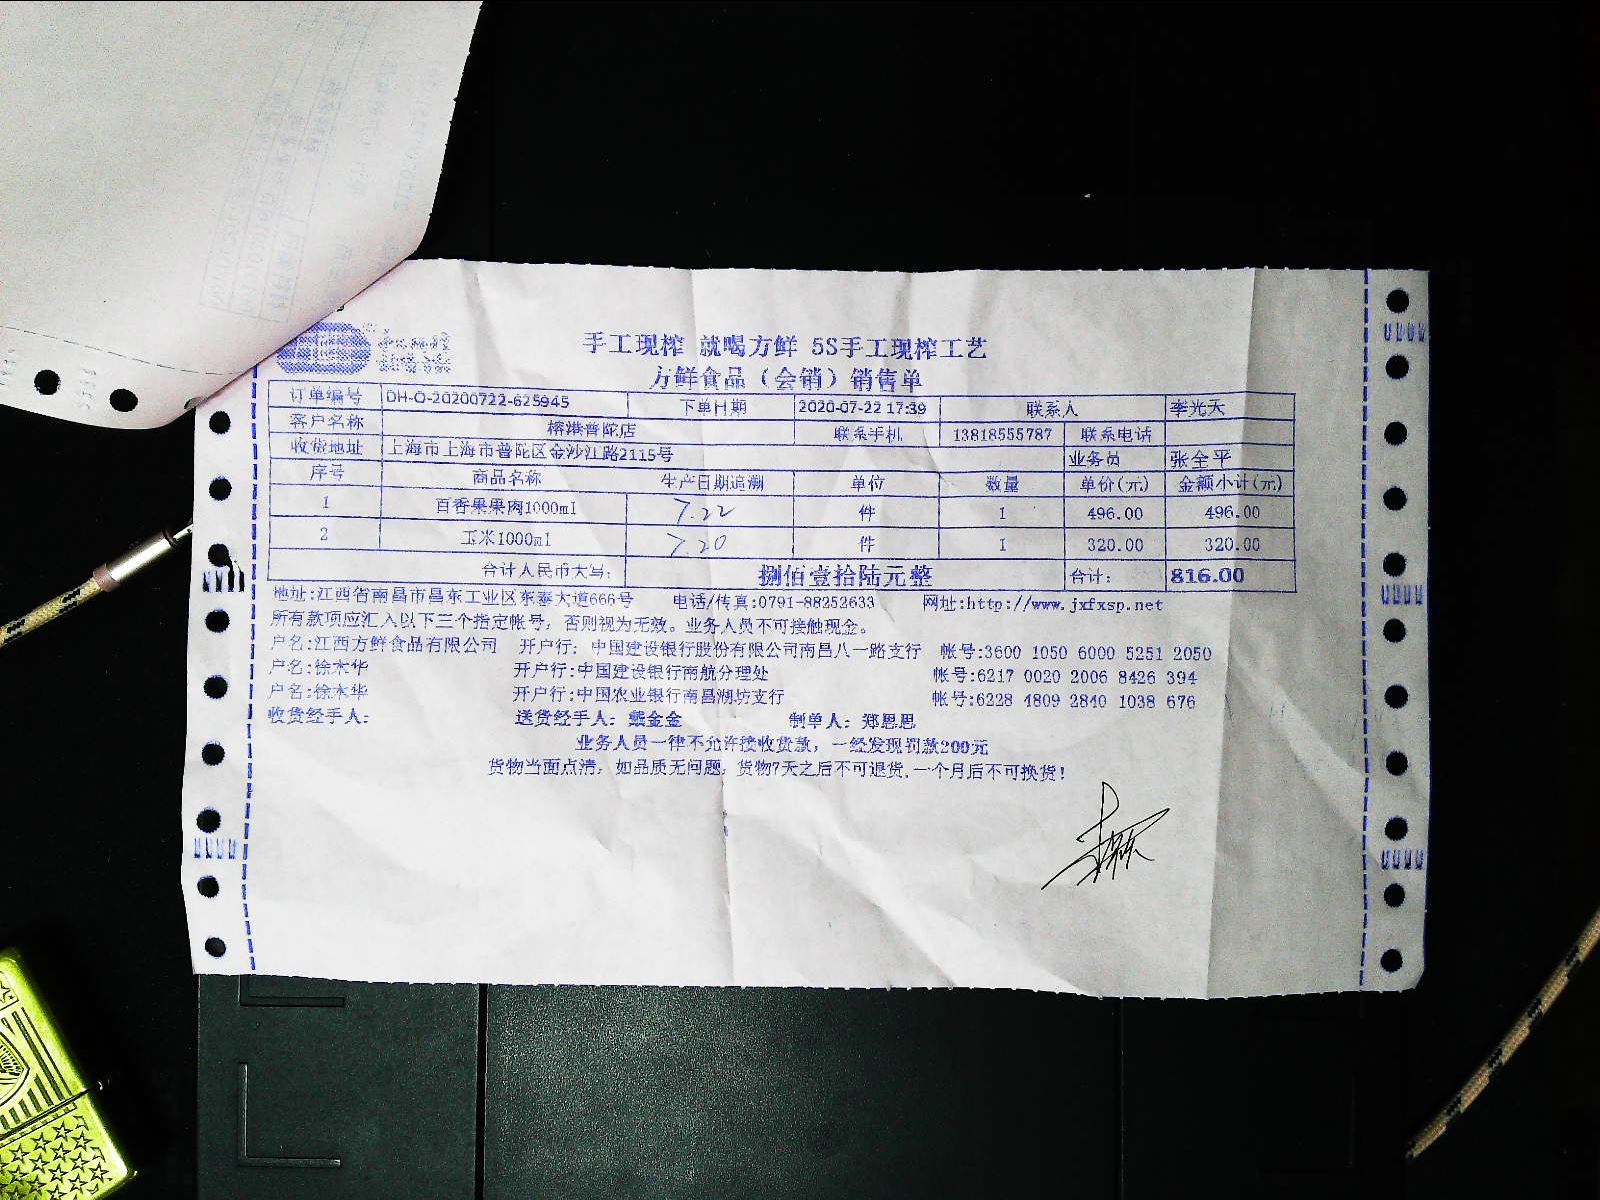 手工现榨 就喝方鲜 5S手工现榨工艺
方鲜食品（会销）销售单
订单编号 DH-O-20200722-625945 下单日期 2020-07-22 17:39 联系人 李光天
客户名称 榕港普陀店 联系手机 13818555787 联系电话
收货地址 上海市上海市普陀区金沙江路2115号 业务员 张全平
序号 商品名称 生产日期追溯 单位 数量 单价(元) 金额小计(元)
1 百香果果肉1000ml 7.22 件 1 496.00 496.00
2 玉米1000ml 7.20 件 1 320.00 320.00
合计人民币大写: 捌佰壹拾陆元整 合计: 816.00
地址:江西省南昌市昌东工业区东泰大道666号 电话/传真:0791-88252633 网址:http://www.jxfxsp.net
所有款项应汇入以下三个指定帐号, 否则视为无效。业务人员不可接触现金。
户名:江西方鲜食品有限公司 开户行: 中国建设银行股份有限公司南昌八一路支行 帐号:3600 1050 6000 5251 2050
户名:徐木华 开户行:中国建设银行南航分理处 帐号:6217 0020 2006 8426 394
户名:徐木华 开户行:中国农业银行南昌湖坊支行 帐号:6228 4809 2840 1038 676
收货经手人: 送货经手人: 戴金金 制单人: 郑思思
业务人员一律不允许接收货款, 一经发现罚款200元
货物当面点清, 如品质无问题, 货物7天之后不可退货,一个月后不可换货!